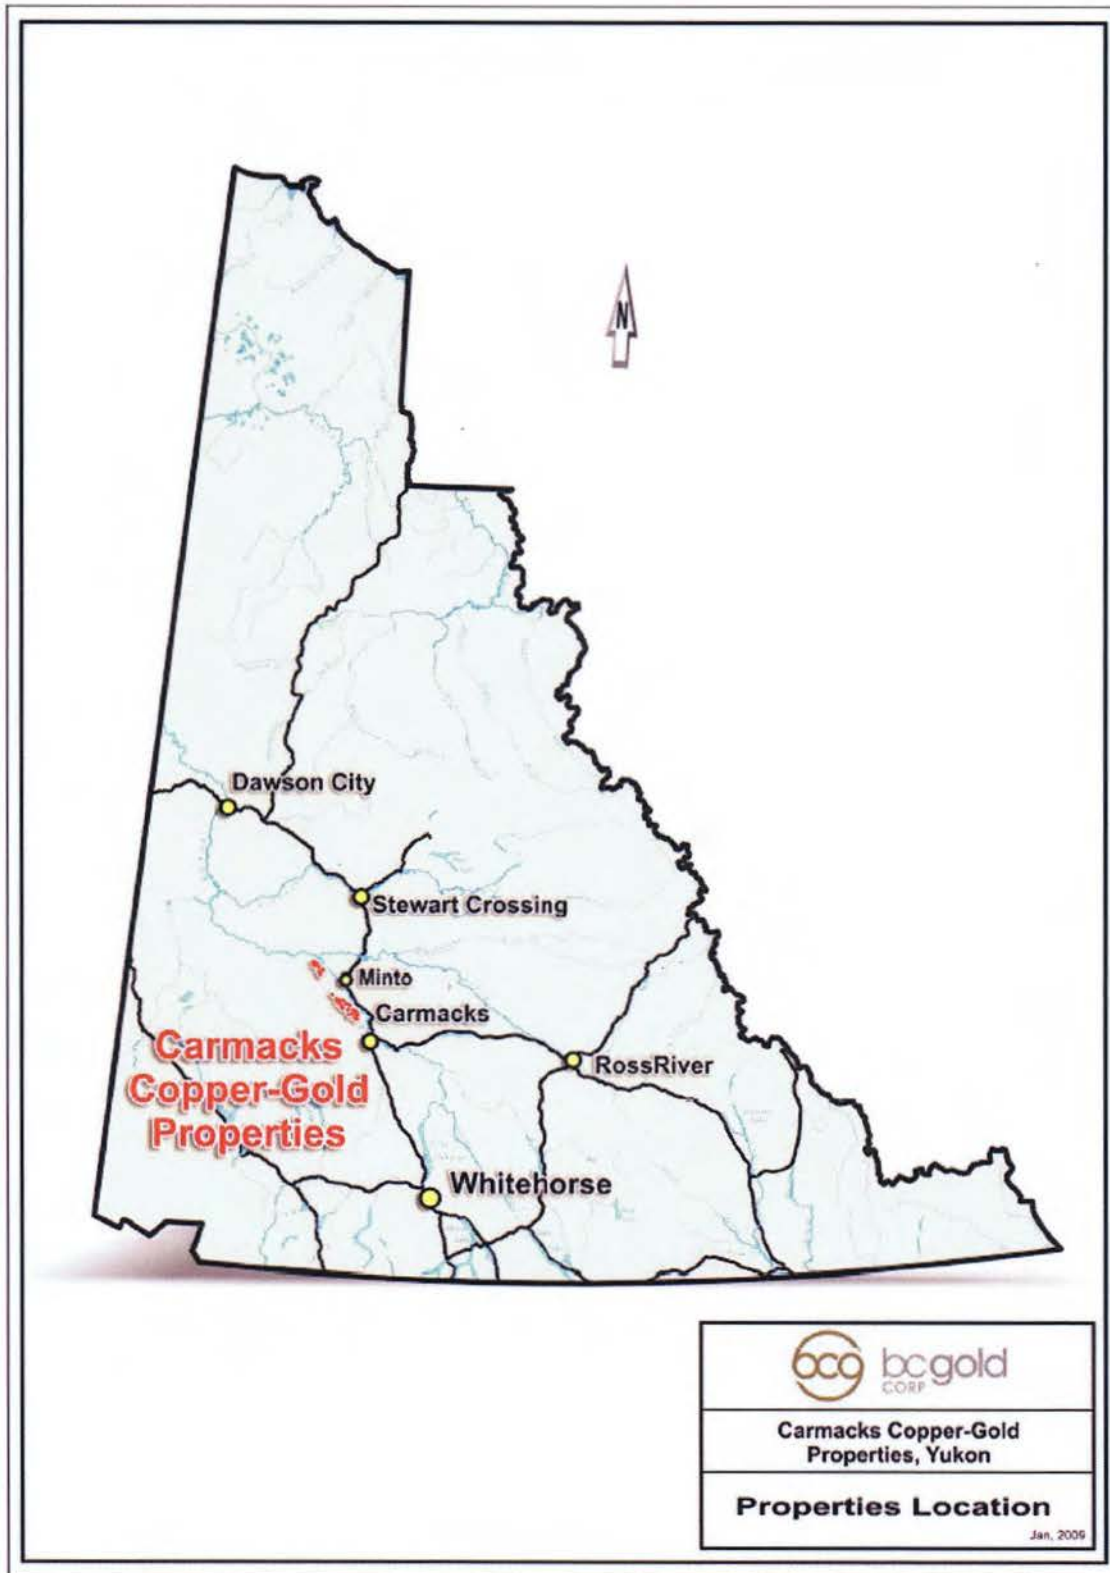 N
Dawson City
Stewart Crossing
Minto
Carmacks
Carmacks
Copper-Gold
Properties
RossRiver
Whitehorse
bcg bcgold
CORP
Carmacks Copper-Gold
Properties, Yukon
Properties Location
Jan, 2009